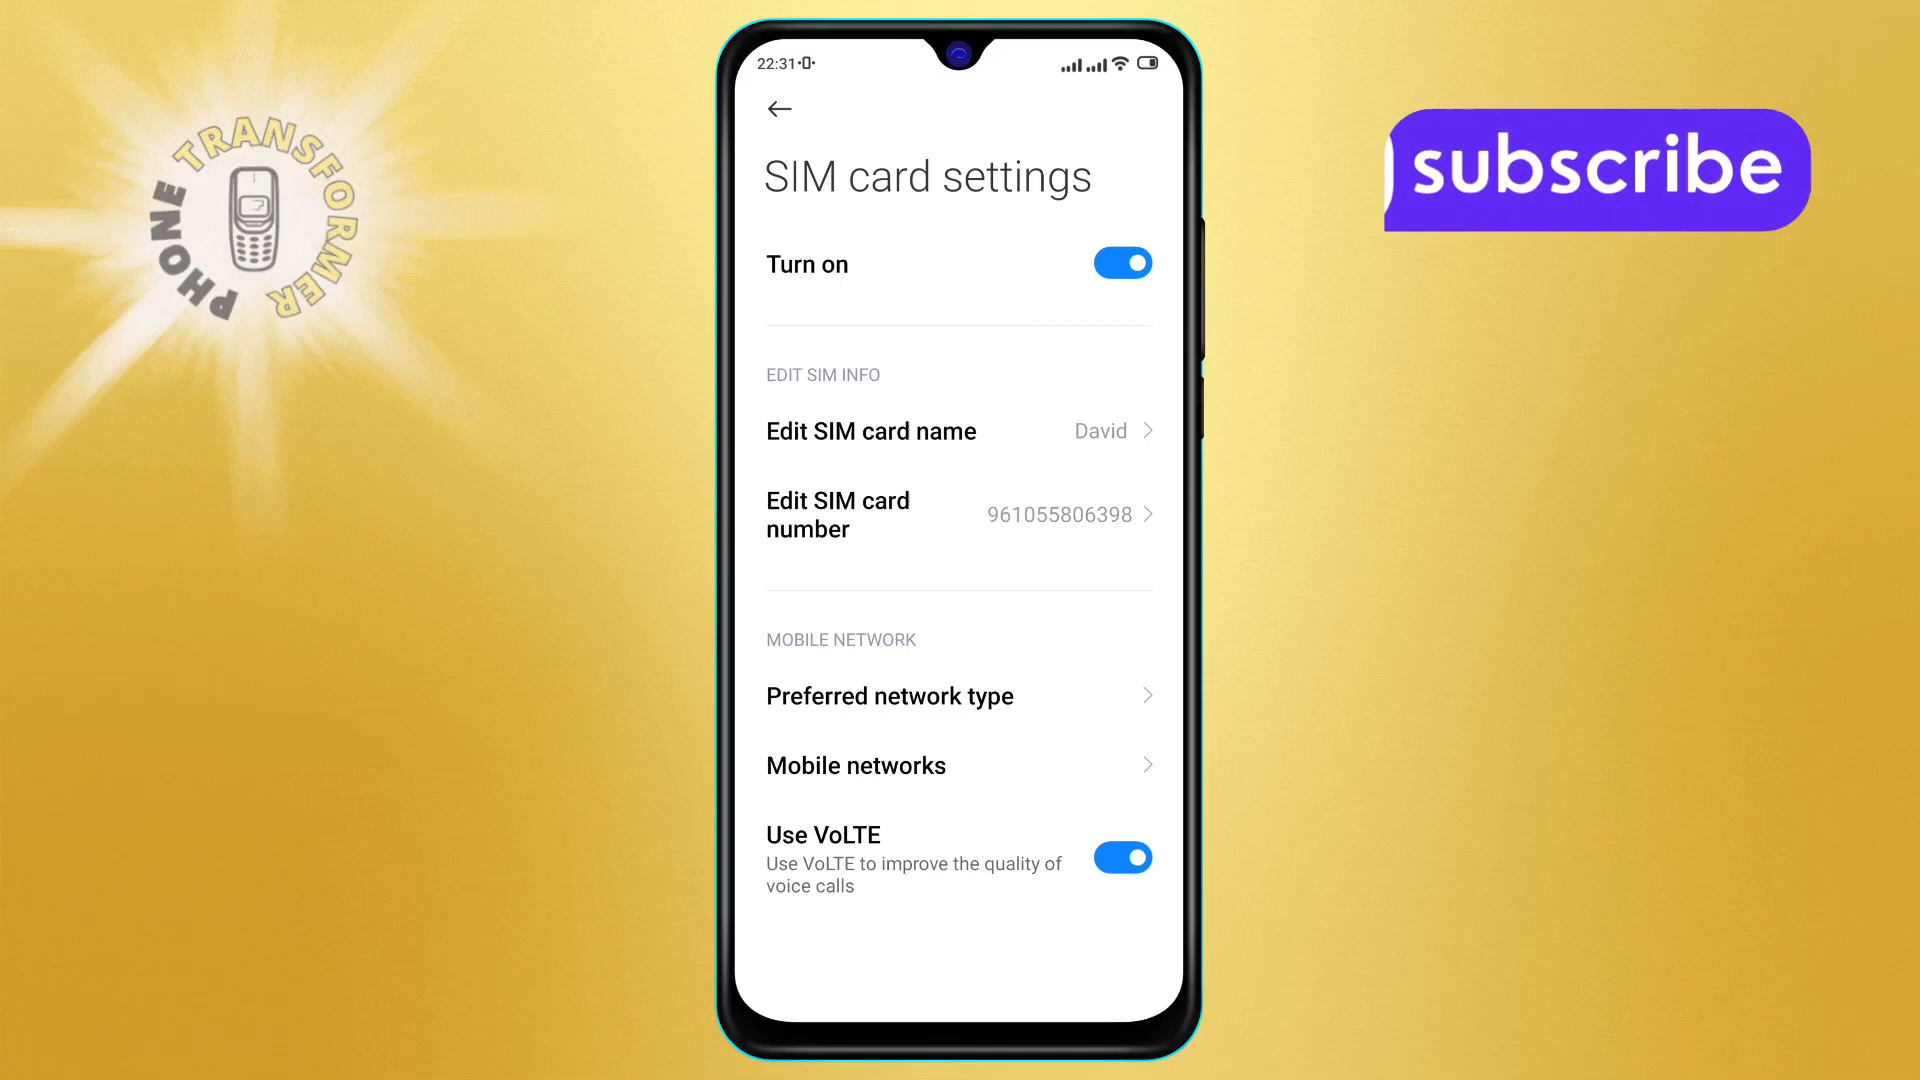 PHONE TRANSFORMER
subscribe
22:31
SIM card settings
Turn on
EDIT SIM INFO
Edit SIM card name
David
Edit SIM card
number
961055806398
MOBILE NETWORK
Preferred network type
Mobile networks
Use VoLTE
Use VoLTE to improve the quality of
voice calls